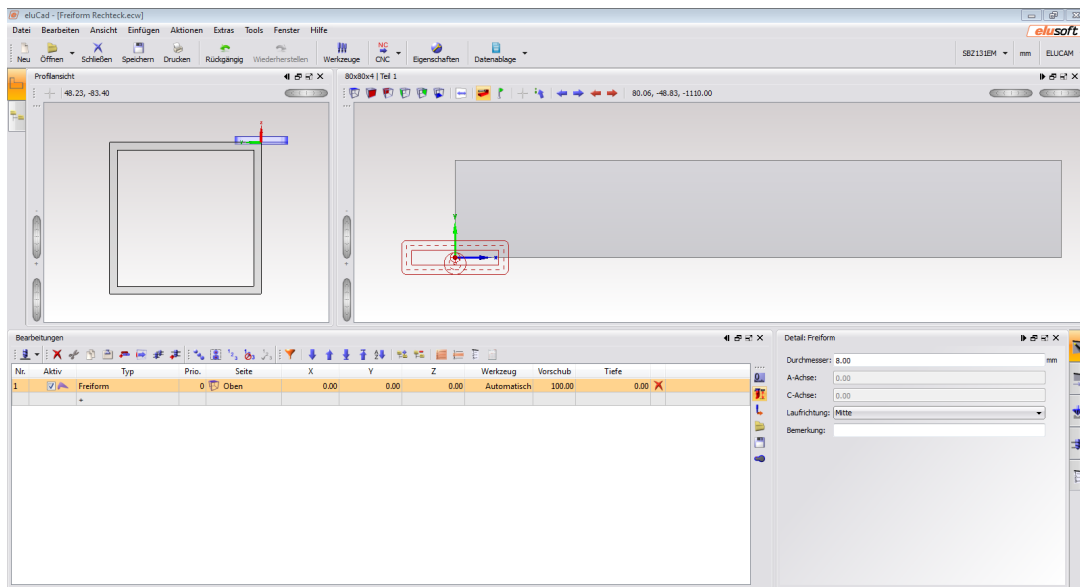 eluCad - [Freiform Rechteck.ecw]
Datei Bearbeiten Ansicht Einfügen Aktionen Extras Tools Fenster Hilfe
elusoft
NC
Neu Öffnen Schließen Speichern Drucken Rückgängig Wiederherstellen Werkzeuge CNC Eigenschaften Datenablage SBZ131EM mm ELUCAM
Profilansicht
80x80x4 | Teil 1
48.23, -83.40
80.06, -48.83, -1110.00
Bearbeitungen
Detail: Freiform
Nr. Aktiv Typ Prio. Seite X Y Z Werkzeug Vorschub Tiefe
1 Freiform 0 Oben 0.00 0.00 0.00 Automatisch 100.00 0.00
+
Durchmesser: 8.00 mm
A-Achse: 0.00
C-Achse: 0.00
Laufrichtung: Mitte
Bemerkung: